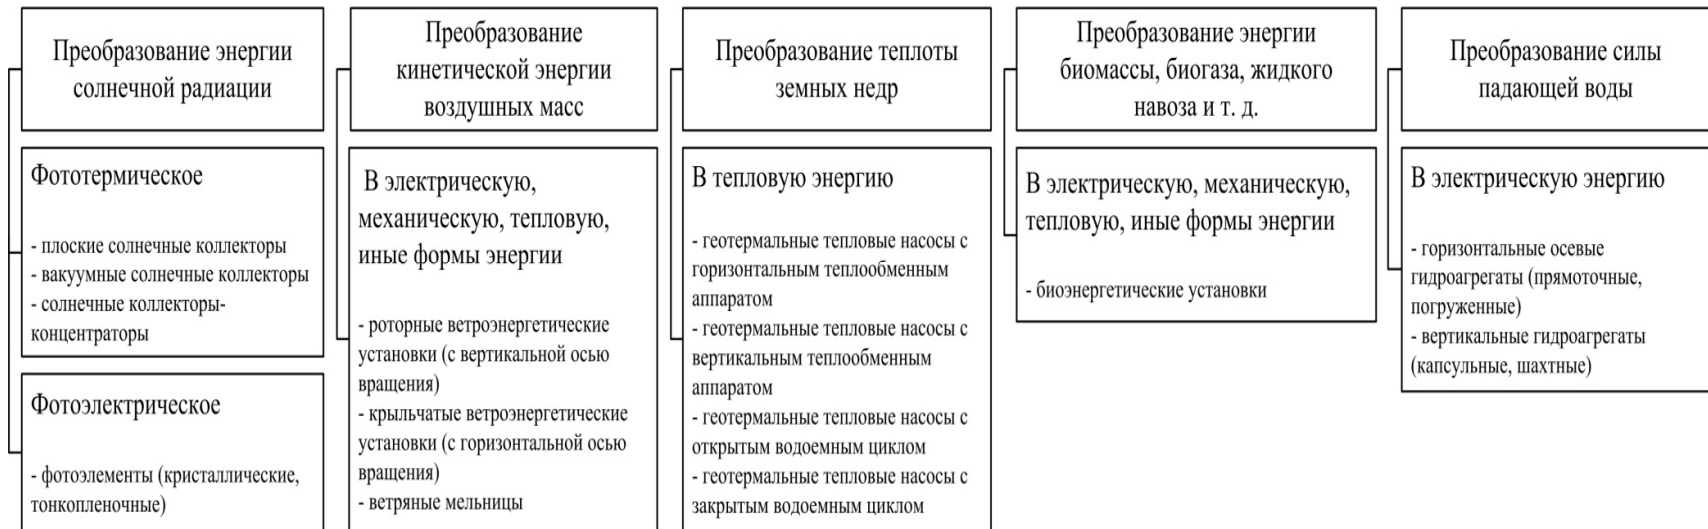 Преобразование энергии
солнечной радиации
Фототермическое
- плоские солнечные коллекторы
- вакуумные солнечные коллекторы
- солнечные коллекторы-
концентраторы
Фотоэлектрическое
- фотоэлементы (кристаллические,
тонкопленочные)
Преобразование
кинетической энергии
воздушных масс
В электрическую,
механическую, тепловую,
иные формы энергии
- роторные ветроэнергетические
установки (с вертикальной осью
вращения)
- крыльчатые ветроэнергетические
установки (с горизонтальной осью
вращения)
- ветряные мельницы
Преобразование теплоты
земных недр
В тепловую энергию
- геотермальные тепловые насосы с
горизонтальным теплообменным
аппаратом
- геотермальные тепловые насосы с
вертикальным теплообменным
аппаратом
- геотермальные тепловые насосы с
открытым водоемным циклом
- геотермальные тепловые насосы с
закрытым водоемным циклом
Преобразование энергии
биомассы, биогаза, жидкого
навоза и т. д.
В электрическую, механическую,
тепловую, иные формы энергии
- биоэнергетические установки
Преобразование силы
падающей воды
В электрическую энергию
- горизонтальные осевые
гидроагрегаты (прямоточные,
погруженные)
- вертикальные гидроагрегаты
(капсульные, шахтные)